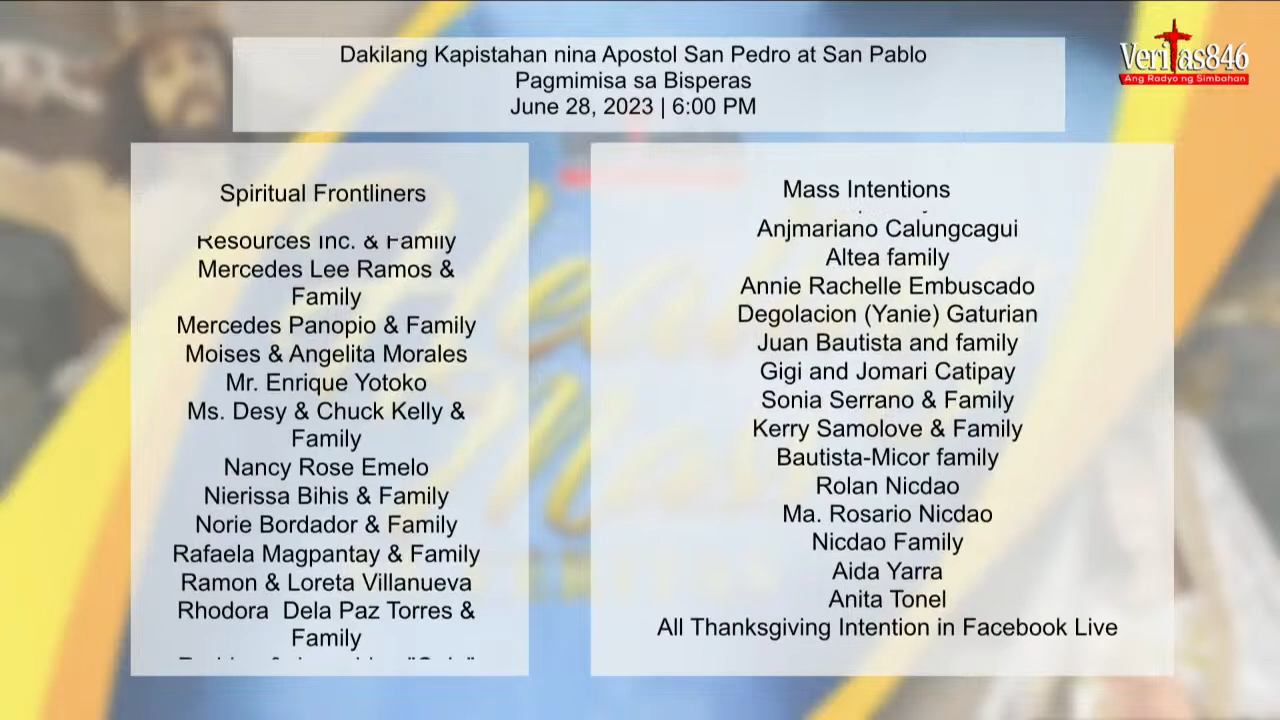 Dakilang Kapistahan nina Apostol San Pedro at San Pablo
Pagmimisa sa Bisperas
June 28, 2023 | 6:00 PM
Veritas846
Ang Radyo ng Simbahan
Spiritual Frontliners
Resources Inc. & Family
Mercedes Lee Ramos &
Family
Mercedes Panopio & Family
Moises & Angelita Morales
Mr. Enrique Yotoko
Ms. Desy & Chuck Kelly &
Family
Nancy Rose Emelo
Nierissa Bihis & Family
Norie Bordador & Family
Rafaela Magpantay & Family
Ramon & Loreta Villanueva
Rhodora Dela Paz Torres &
Family
Mass Intentions
Anjmariano Calungcagui
Altea family
Annie Rachelle Embuscado
Degolacion (Yanie) Gaturian
Juan Bautista and family
Gigi and Jomari Catipay
Sonia Serrano & Family
Kerry Samolove & Family
Bautista-Micor family
Rolan Nicdao
Ma. Rosario Nicdao
Nicdao Family
Aida Yarra
Anita Tonel
All Thanksgiving Intention in Facebook Live